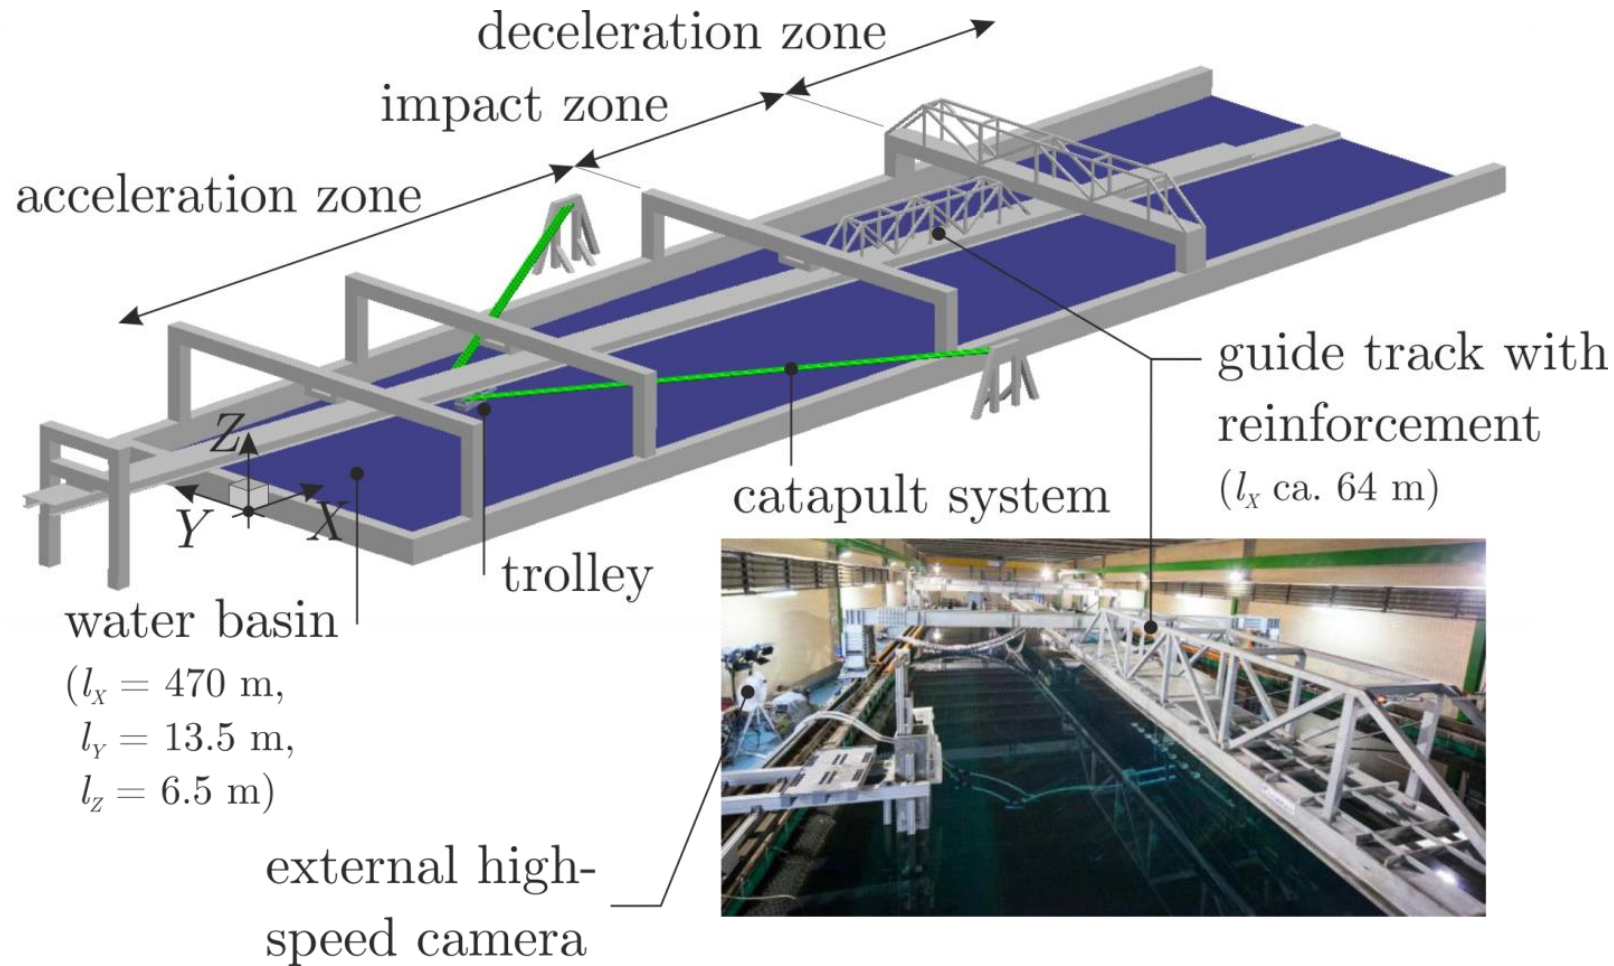 deceleration zone
impact zone
acceleration zone
guide track with
reinforcement
(lX ca. 64 m)
Z
Y
X
catapult system
trolley
water basin
(lX = 470 m,
lY = 13.5 m,
lZ = 6.5 m)
external high-
speed camera